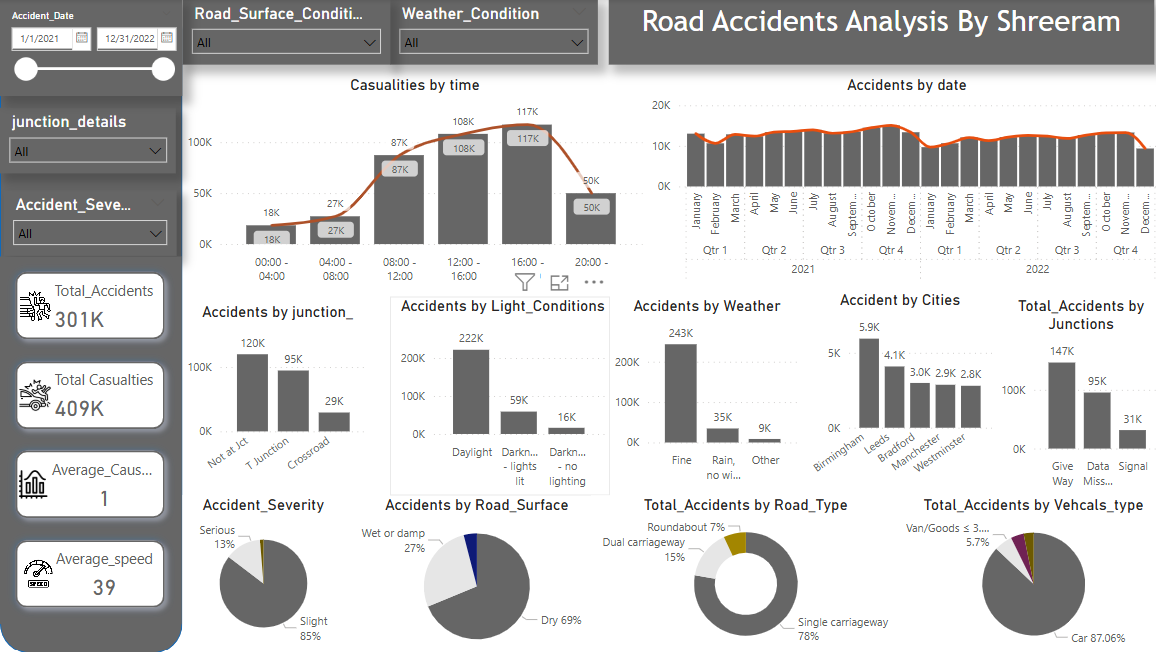 Accident_Date
1/1/2021
12/31/2022
Road_Surface_Conditi...
All
Weather_Condition
All
Road Accidents Analysis By Shreeram
junction_details
All
Accident_Seve...
All
Total_Accidents
301K
Total Casualties
409K
Average_Caus...
1
Average_speed
39
SPEED
Casualities by time
100K
50K
0K
18K
27K
87K
108K
117K
50K
18K
27K
87K
108K
117K
50K
00:00 -
04:00
04:00 -
08:00
08:00 -
12:00
12:00 -
16:00
16:00 -
20:00 -
Accidents by date
20K
10K
0K
January
February
March
April
May
June
July
August
Septem...
October
Novem...
Decem...
January
February
March
April
May
June
July
August
Septem...
October
Novem...
Decem...
Qtr 1
Qtr 2
Qtr 3
Qtr 4
Qtr 1
Qtr 2
Qtr 3
Qtr 4
2021
2022
Accidents by junction_
100K
0K
120K
95K
29K
Not at Jct
T Junction
Crossroad
Accidents by Light_Conditions
200K
100K
0K
222K
59K
16K
Daylight
Darkn...
- lights
lit
Darkn...
- no
lighting
Accidents by Weather
200K
100K
0K
243K
35K
9K
Fine
Rain,
no wi...
Other
Accident by Cities
5K
0K
5.9K
4.1K
3.0K
2.9K
2.8K
Birmingham
Leeds
Bradford
Manchester
Westminster
Total_Accidents by
Junctions
100K
0K
147K
95K
31K
Give
Way
Data
Miss...
Signal
Accident_Severity
Serious
13%
Slight
85%
Accidents by Road_Surface
Wet or damp
27%
Dry 69%
Total_Accidents by Road_Type
Roundabout 7%
Dual carriageway
15%
Single carriageway
78%
Total_Accidents by Vehcals_type
Van/Goods ≤ 3....
5.7%
Car 87.06%